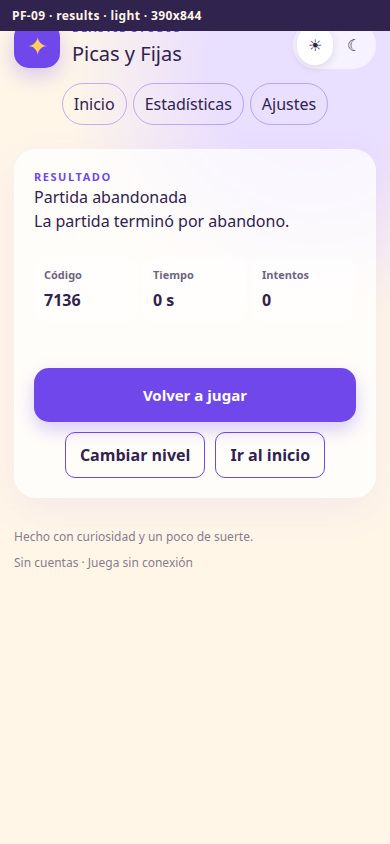 PF-09 · results · light · 390x844
Picas y Fijas
Inicio
Estadísticas
Ajustes
RESULTADO
Partida abandonada
La partida terminó por abandono.
Código
Tiempo
Intentos
7136
0 s
0
Volver a jugar
Cambiar nivel
Ir al inicio
Hecho con curiosidad y un poco de suerte.
Sin cuentas · Juega sin conexión